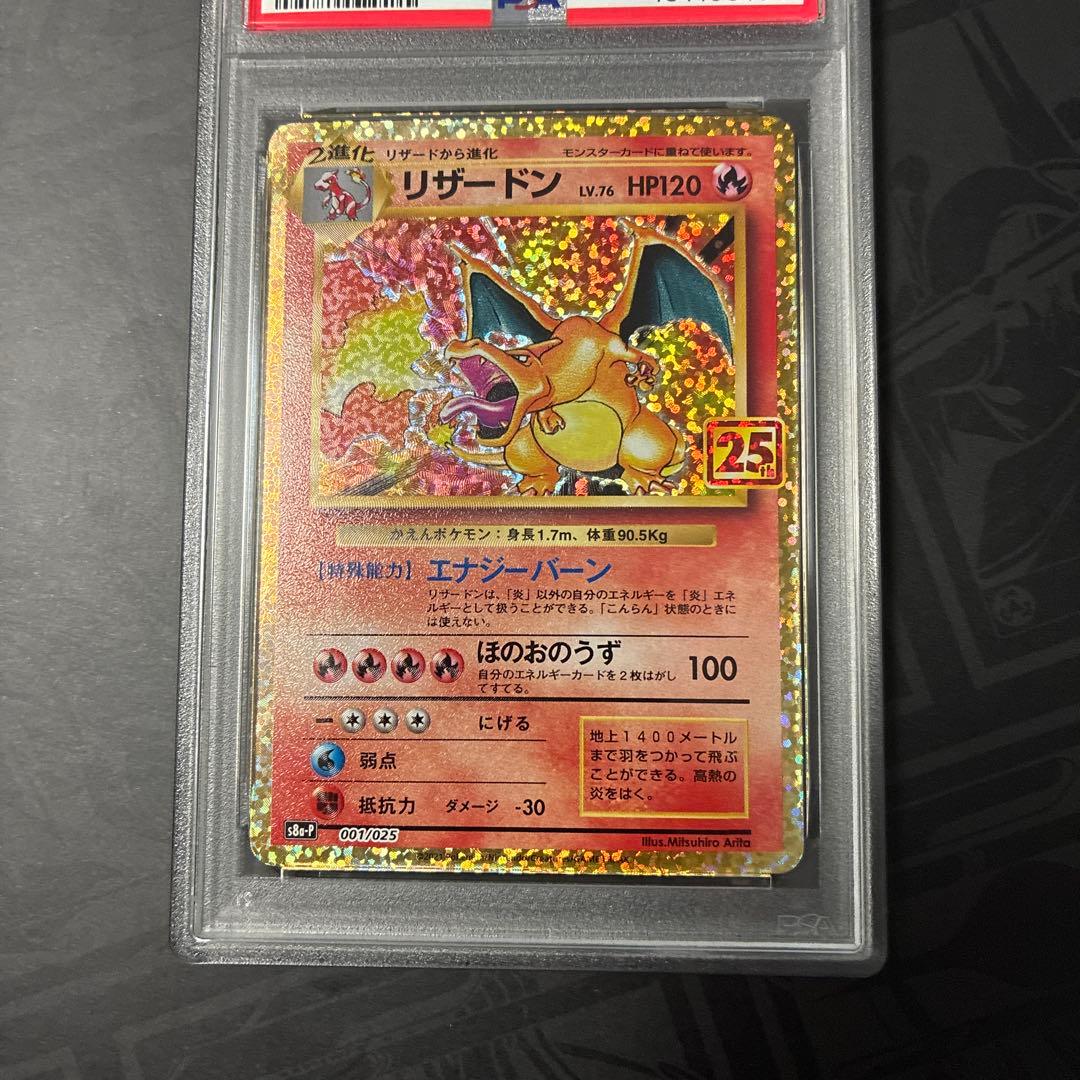 PSA
2進化 リザードから進化 モンスターカードに重ねて使います。
リザードン LV.76 HP120
25th
かえんポケモン：身長1.7m、体重90.5Kg
【特殊能力】エナジーバーン
リザードンは、「炎」以外の自分のエネルギーを「炎」エネ
ルギーとして扱うことができる。「こんらん」状態のときに
は使えない。
ほのおのうず 100
自分のエネルギーカードを２枚はがし
てすてる。
にげる
弱点
抵抗力 ダメージ -30
地上１４００メートル
まで羽をつかって飛ぶ
ことができる。高熱の
炎をはく。
s8a-P 001/025
Illus.Mitsuhiro Arita
PSA